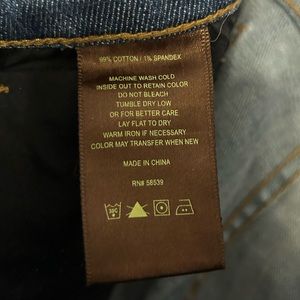 99% COTTON / 1% SPANDEX
MACHINE WASH COLD
INSIDE OUT TO RETAIN COLOR
DO NOT BLEACH
TUMBLE DRY LOW
OR FOR BETTER CARE
LAY FLAT TO DRY
WARM IRON IF NECESSARY
COLOR MAY TRANSFER WHEN NEW
MADE IN CHINA
RN# 58539